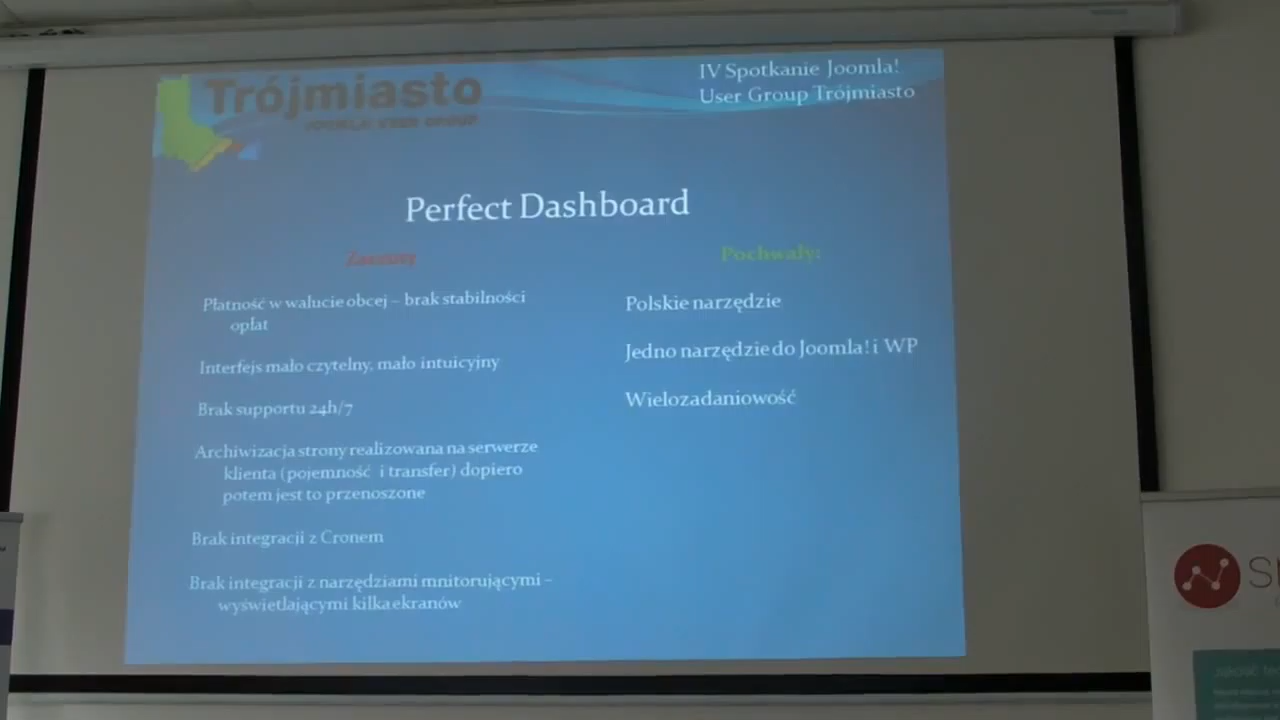 Trójmiasto
JOOMLA! USER GROUP
IV Spotkanie Joomla!
User Group Trójmiasto
Perfect Dashboard
Płatność w walucie obcej – brak stabilności
opłat
Interfejs mało czytelny, mało intuicyjny
Brak supportu 24h/7
Archiwizacja strony realizowana na serwerze
klienta (pojemność i transfer) dopiero
potem jest to przenoszone
Brak integracji z Cronem
Brak integracji z narzędziami mnitorującymi –
wyświetlającymi kilka ekranów
Pochwały:
Polskie narzędzie
Jedno narzędzie do Joomla! i WP
Wielozadaniowość